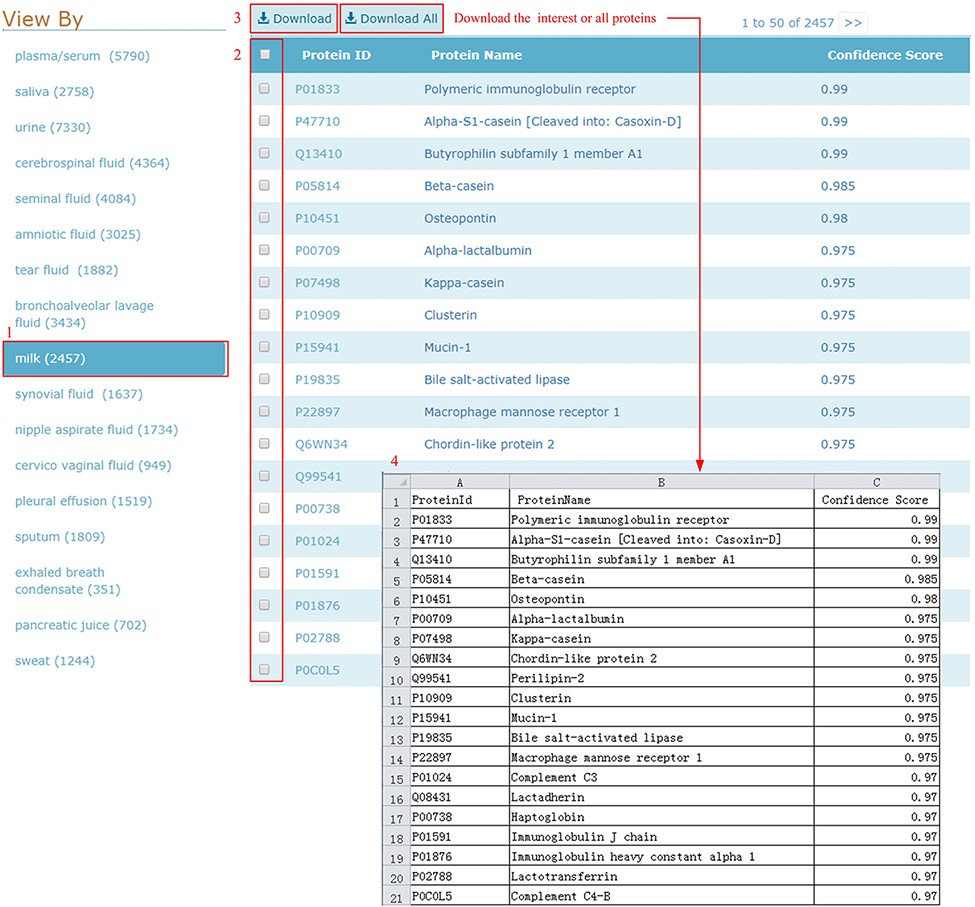 View By
plasma/serum (5790)
saliva (2758)
urine (7330)
cerebrospinal fluid (4364)
seminal fluid (4084)
amniotic fluid (3025)
tear fluid (1882)
bronchoalveolar lavage
fluid (3434)
1
milk (2457)
synovial fluid (1637)
nipple aspirate fluid (1734)
cervico vaginal fluid (949)
pleural effusion (1519)
sputum (1809)
exhaled breath
condensate (351)
pancreatic juice (702)
sweat (1244)
3 Download Download All Download the interest or all proteins 1 to 50 of 2457 >>
2 Protein ID Protein Name Confidence Score
P01833 Polymeric immunoglobulin receptor 0.99
P47710 Alpha-S1-casein [Cleaved into: Casoxin-D] 0.99
Q13410 Butyrophilin subfamily 1 member A1 0.99
P05814 Beta-casein 0.985
P10451 Osteopontin 0.98
P00709 Alpha-lactalbumin 0.975
P07498 Kappa-casein 0.975
P10909 Clusterin 0.975
P15941 Mucin-1 0.975
P19835 Bile salt-activated lipase 0.975
P22897 Macrophage mannose receptor 1 0.975
Q6WN34 Chordin-like protein 2 0.975
Q99541
P00738
P01024
P01591
P01876
P02788
P0C0L5
4
A B C
1 ProteinId ProteinName Confidence Score
2 P01833 Polymeric immunoglobulin receptor 0.99
3 P47710 Alpha-S1-casein [Cleaved into: Casoxin-D] 0.99
4 Q13410 Butyrophilin subfamily 1 member A1 0.99
5 P05814 Beta-casein 0.985
6 P10451 Osteopontin 0.98
7 P00709 Alpha-lactalbumin 0.975
8 P07498 Kappa-casein 0.975
9 Q6WN34 Chordin-like protein 2 0.975
10 Q99541 Perilipin-2 0.975
11 P10909 Clusterin 0.975
12 P15941 Mucin-1 0.975
13 P19835 Bile salt-activated lipase 0.975
14 P22897 Macrophage mannose receptor 1 0.975
15 P01024 Complement C3 0.97
16 Q08431 Lactadherin 0.97
17 P00738 Haptoglobin 0.97
18 P01591 Immunoglobulin J chain 0.97
19 P01876 Immunoglobulin heavy constant alpha 1 0.97
20 P02788 Lactotransferrin 0.97
21 P0C0L5 Complement C4-B 0.97